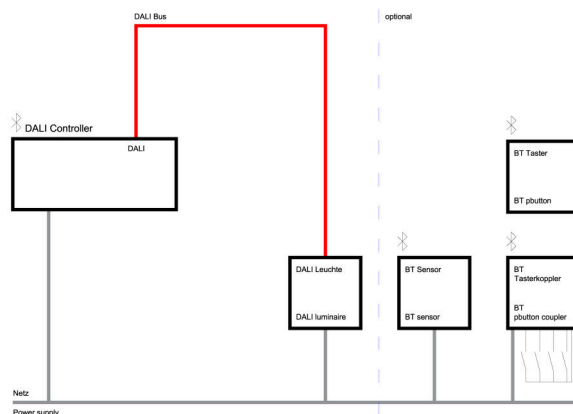 DALI Bus
optional
DALI Controller
DALI
BT Taster
BT pbutton
DALI Leuchte
DALI luminaire
BT Sensor
BT sensor
BT
Tasterkoppler
BT
pbutton coupler
Netz
Power supply